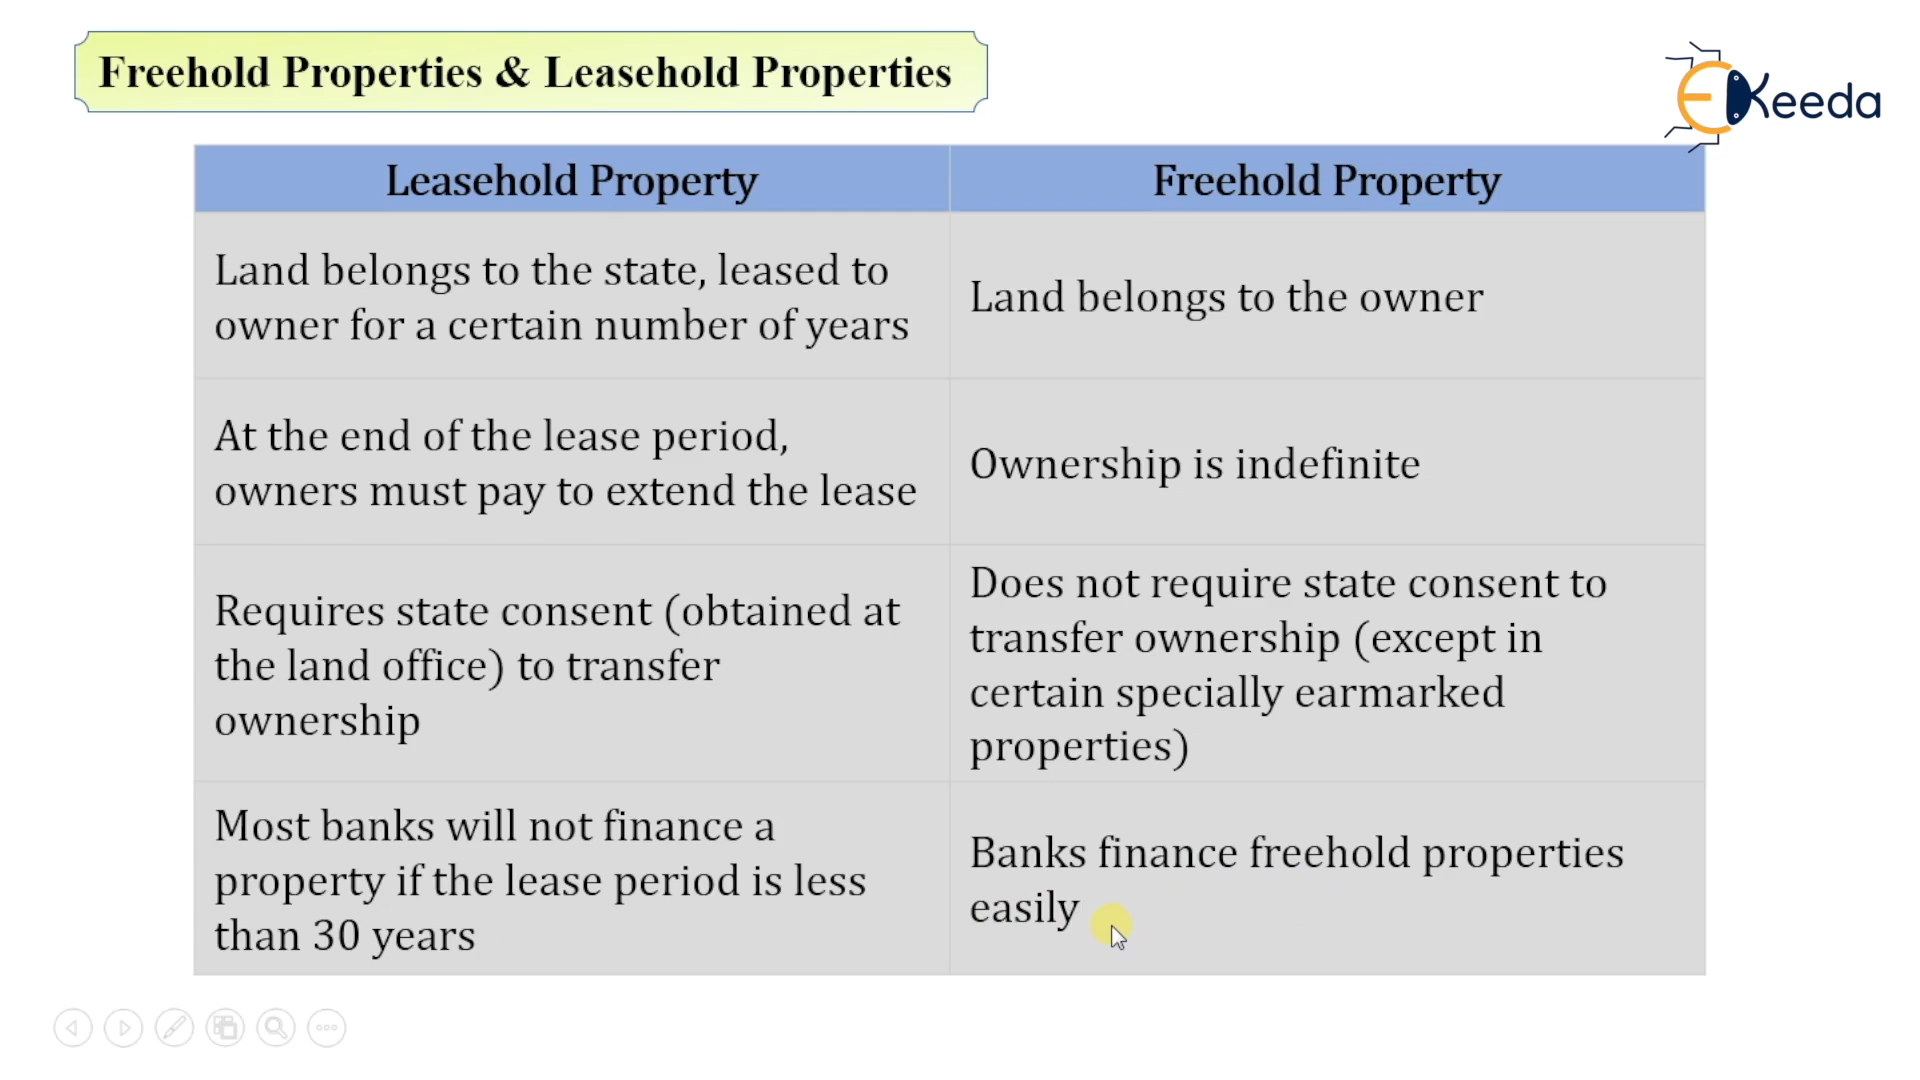 Freehold Properties & Leasehold Properties
EKeeda
Leasehold Property
Freehold Property
Land belongs to the state, leased to
owner for a certain number of years
Land belongs to the owner
At the end of the lease period,
owners must pay to extend the lease
Ownership is indefinite
Requires state consent (obtained at
the land office) to transfer
ownership
Does not require state consent to
transfer ownership (except in
certain specially earmarked
properties)
Most banks will not finance a
property if the lease period is less
than 30 years
Banks finance freehold properties
easily